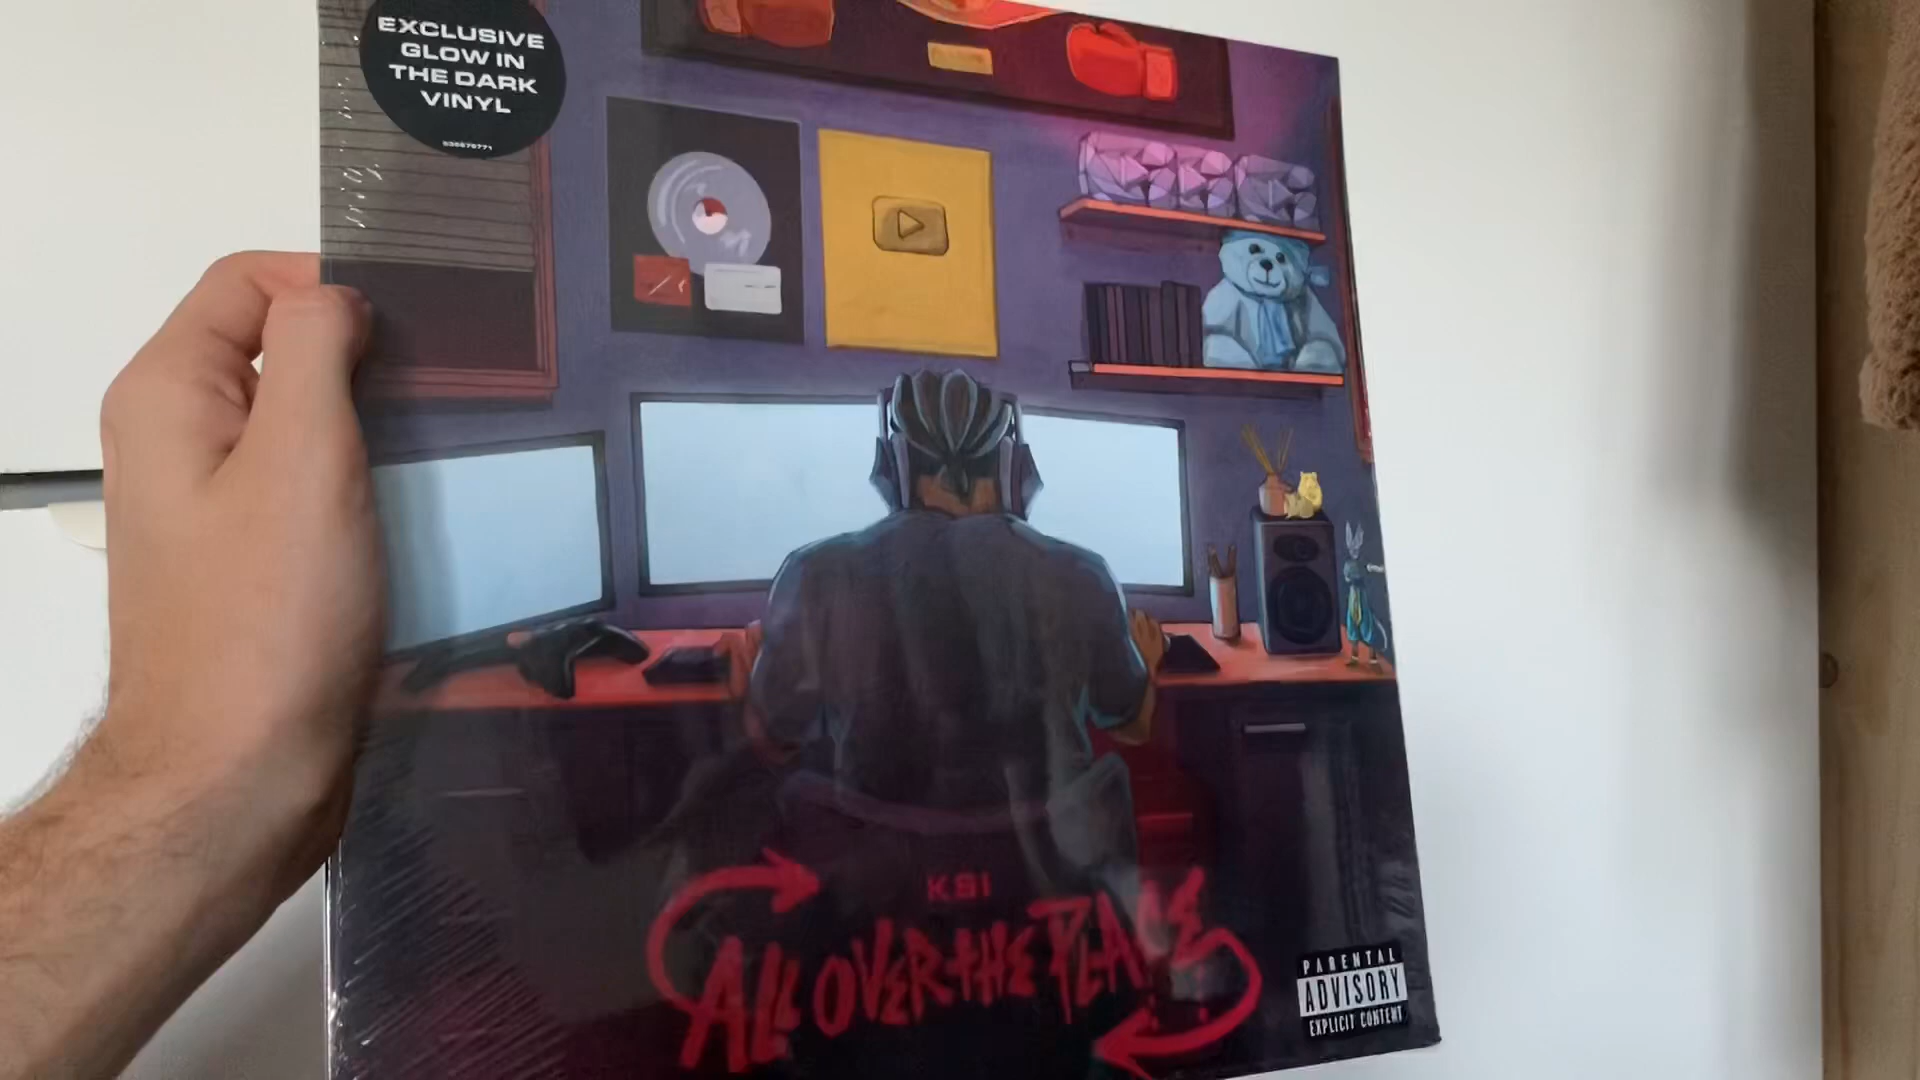 EXCLUSIVE
GLOW IN
THE DARK
VINYL
KSI
ALL OVER THE PLACE
PARENTAL
ADVISORY
EXPLICIT CONTENT